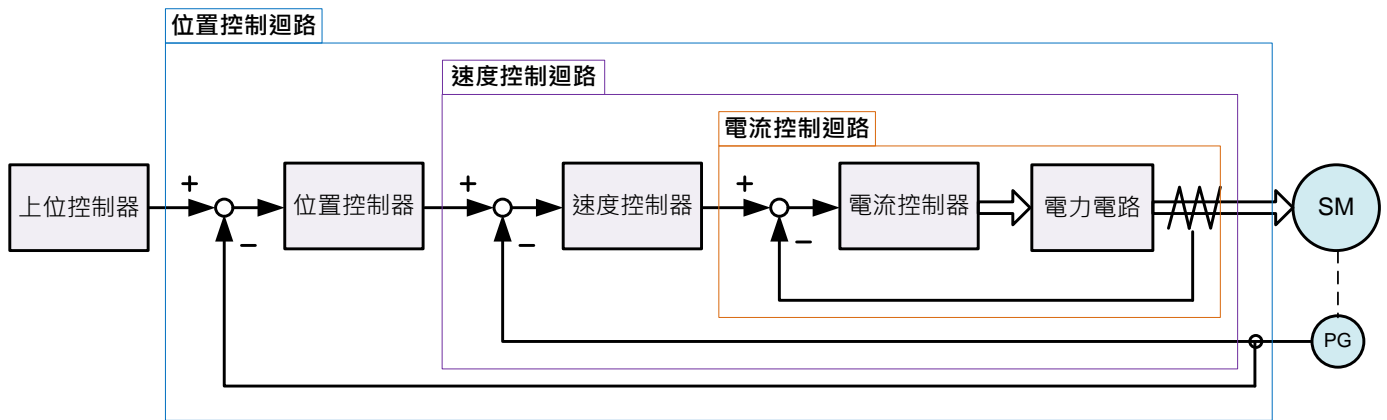 位置控制迴路
速度控制迴路
電流控制迴路
上位控制器
+
−
位置控制器
+
−
速度控制器
+
−
電流控制器
電力電路
SM
PG